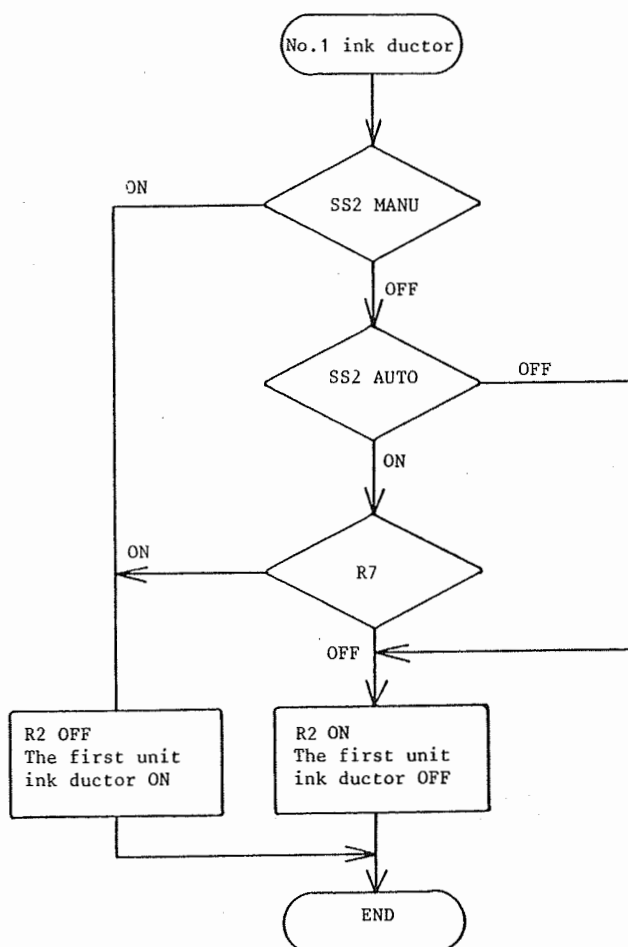 No.1 ink ductor
ON
SS2 MANU
OFF
SS2 AUTO
OFF
ON
ON
R7
OFF
R2 OFF
The first unit
ink ductor ON
R2 ON
The first unit
ink ductor OFF
END